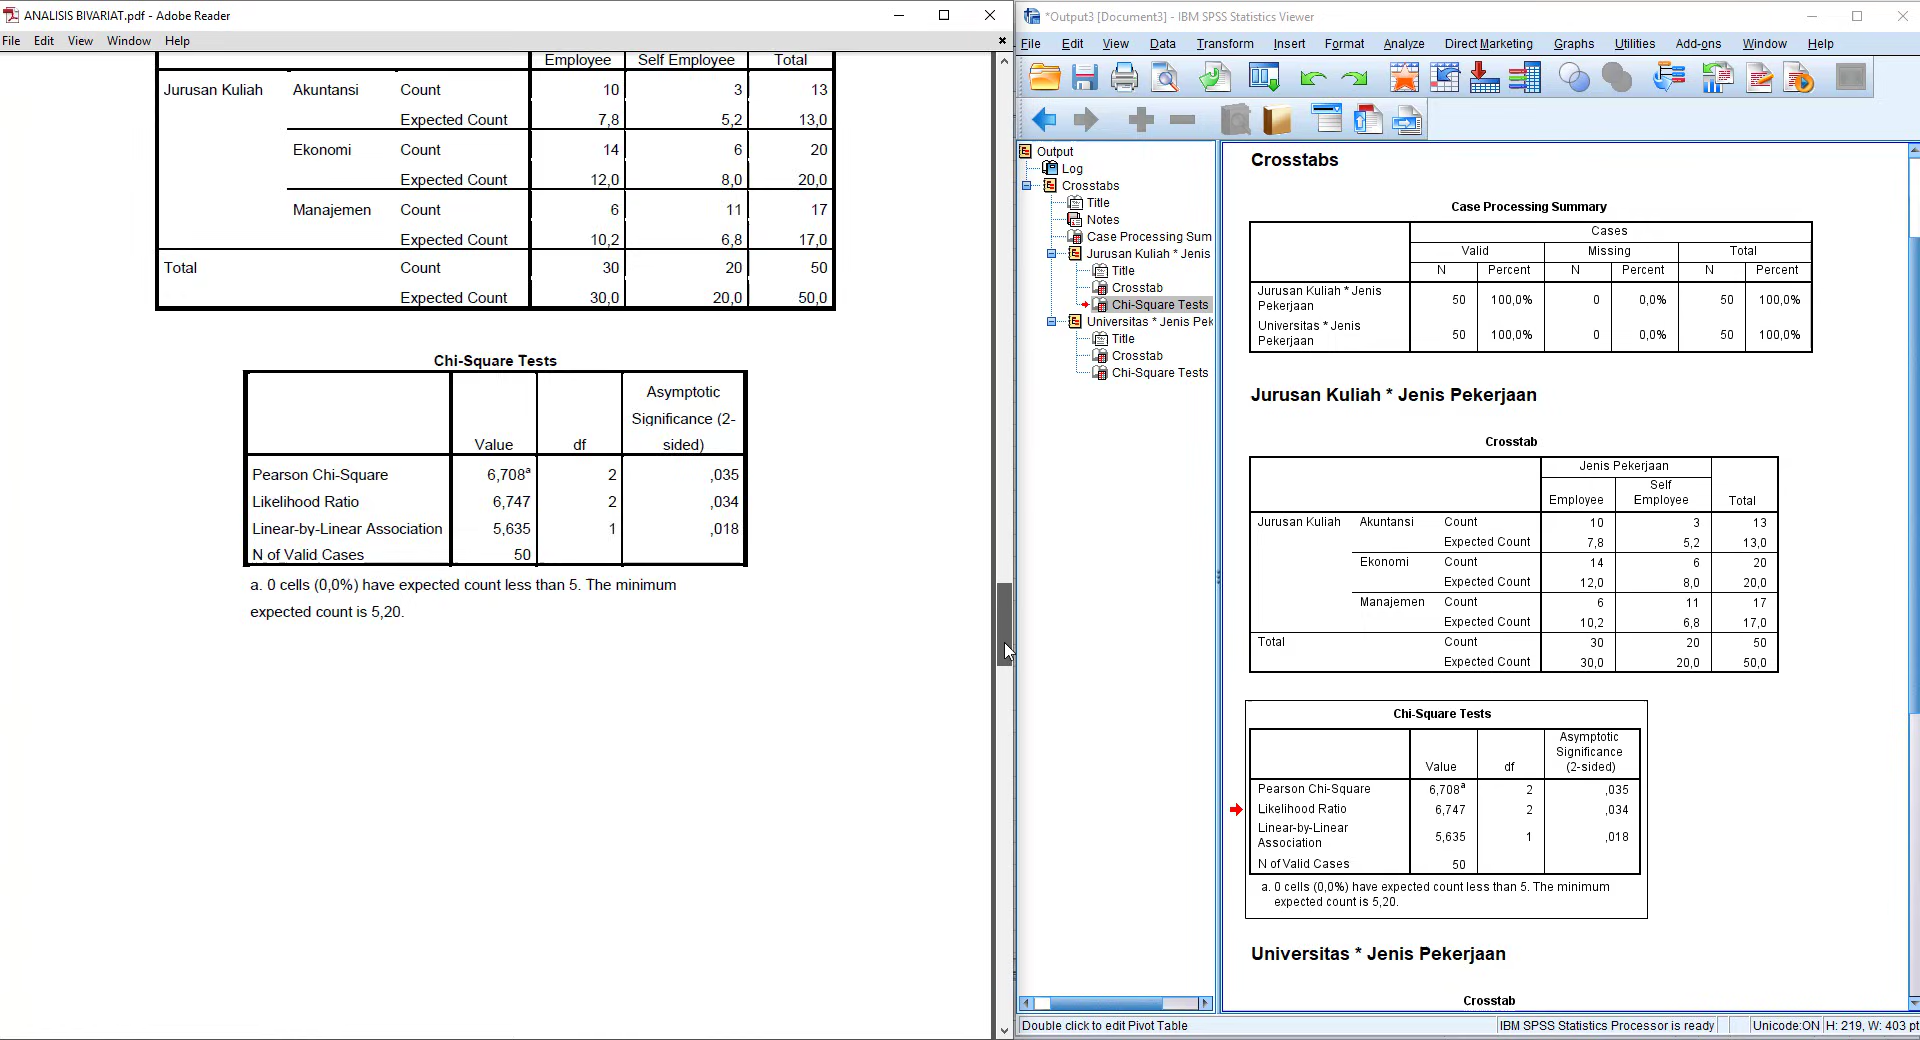 ANALISIS BIVARIAT.pdf - Adobe Reader
File Edit View Window Help
Employee Self Employee Total
Jurusan Kuliah Akuntansi Count 10 3 13
Expected Count 7,8 5,2 13,0
Ekonomi Count 14 6 20
Expected Count 12,0 8,0 20,0
Manajemen Count 6 11 17
Expected Count 10,2 6,8 17,0
Total Count 30 20 50
Expected Count 30,0 20,0 50,0
Chi-Square Tests
Asymptotic
Significance (2-
Value df sided)
Pearson Chi-Square 6,708a 2 ,035
Likelihood Ratio 6,747 2 ,034
Linear-by-Linear Association 5,635 1 ,018
N of Valid Cases 50
a. 0 cells (0,0%) have expected count less than 5. The minimum
expected count is 5,20.
*Output3 [Document3] - IBM SPSS Statistics Viewer
File Edit View Data Transform Insert Format Analyze Direct Marketing Graphs Utilities Add-ons Window Help
Output
Log
Crosstabs
Title
Notes
Case Processing Sum
Jurusan Kuliah * Jenis
Title
Crosstab
Chi-Square Tests
Universitas * Jenis Pek
Title
Crosstab
Chi-Square Tests
Crosstabs
Case Processing Summary
Cases
Valid Missing Total
N Percent N Percent N Percent
Jurusan Kuliah * Jenis
Pekerjaan 50 100,0% 0 0,0% 50 100,0%
Universitas * Jenis
Pekerjaan 50 100,0% 0 0,0% 50 100,0%
Jurusan Kuliah * Jenis Pekerjaan
Crosstab
Jenis Pekerjaan
Self
Employee Employee Total
Jurusan Kuliah Akuntansi Count 10 3 13
Expected Count 7,8 5,2 13,0
Ekonomi Count 14 6 20
Expected Count 12,0 8,0 20,0
Manajemen Count 6 11 17
Expected Count 10,2 6,8 17,0
Total Count 30 20 50
Expected Count 30,0 20,0 50,0
Chi-Square Tests
Asymptotic
Significance
Value df (2-sided)
Pearson Chi-Square 6,708a 2 ,035
Likelihood Ratio 6,747 2 ,034
Linear-by-Linear
Association 5,635 1 ,018
N of Valid Cases 50
a. 0 cells (0,0%) have expected count less than 5. The minimum
expected count is 5,20.
Universitas * Jenis Pekerjaan
Crosstab
Double click to edit Pivot Table IBM SPSS Statistics Processor is ready Unicode:ON H: 219, W: 403 pt